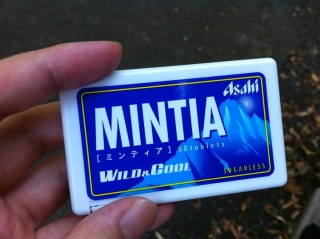 Asahi
MINTIA
[ミンティア] 50tablets
WILD&COOL
SUGARLESS